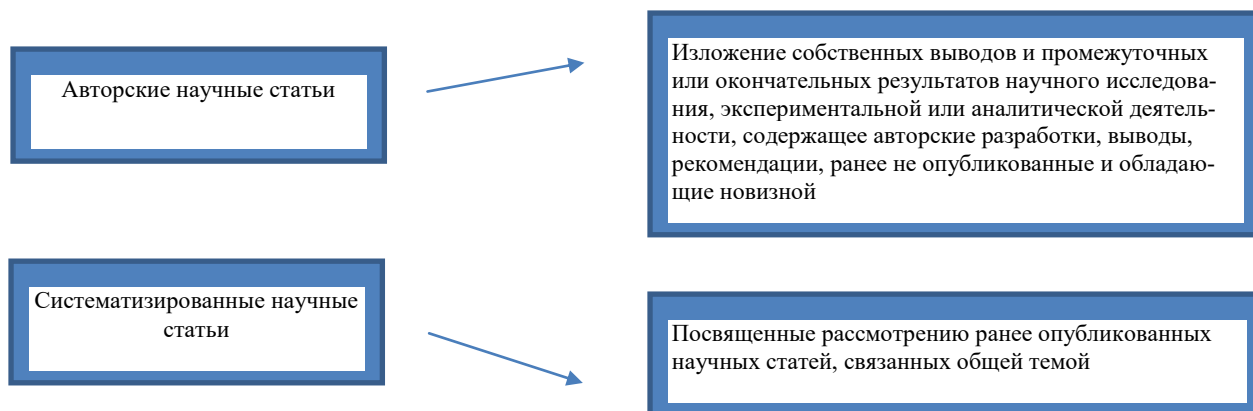 Авторские научные статьи
Изложение собственных выводов и промежуточных
или окончательных результатов научного исследова-
ния, экспериментальной или аналитической деятель-
ности, содержащее авторские разработки, выводы,
рекомендации, ранее не опубликованные и обладаю-
щие новизной
Систематизированные научные
статьи
Посвященные рассмотрению ранее опубликованных
научных статей, связанных общей темой